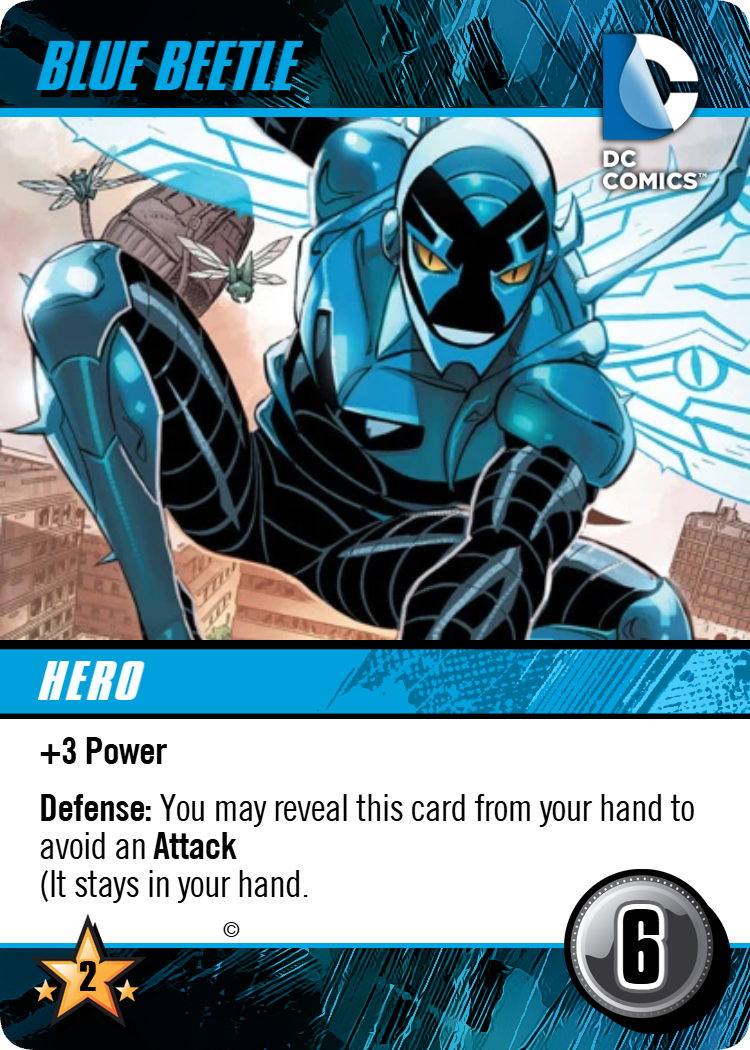 BLUE BEETLE
DC
COMICS™
HERO
+3 Power
Defense: You may reveal this card from your hand to
avoid an Attack
(It stays in your hand.
©
2
6